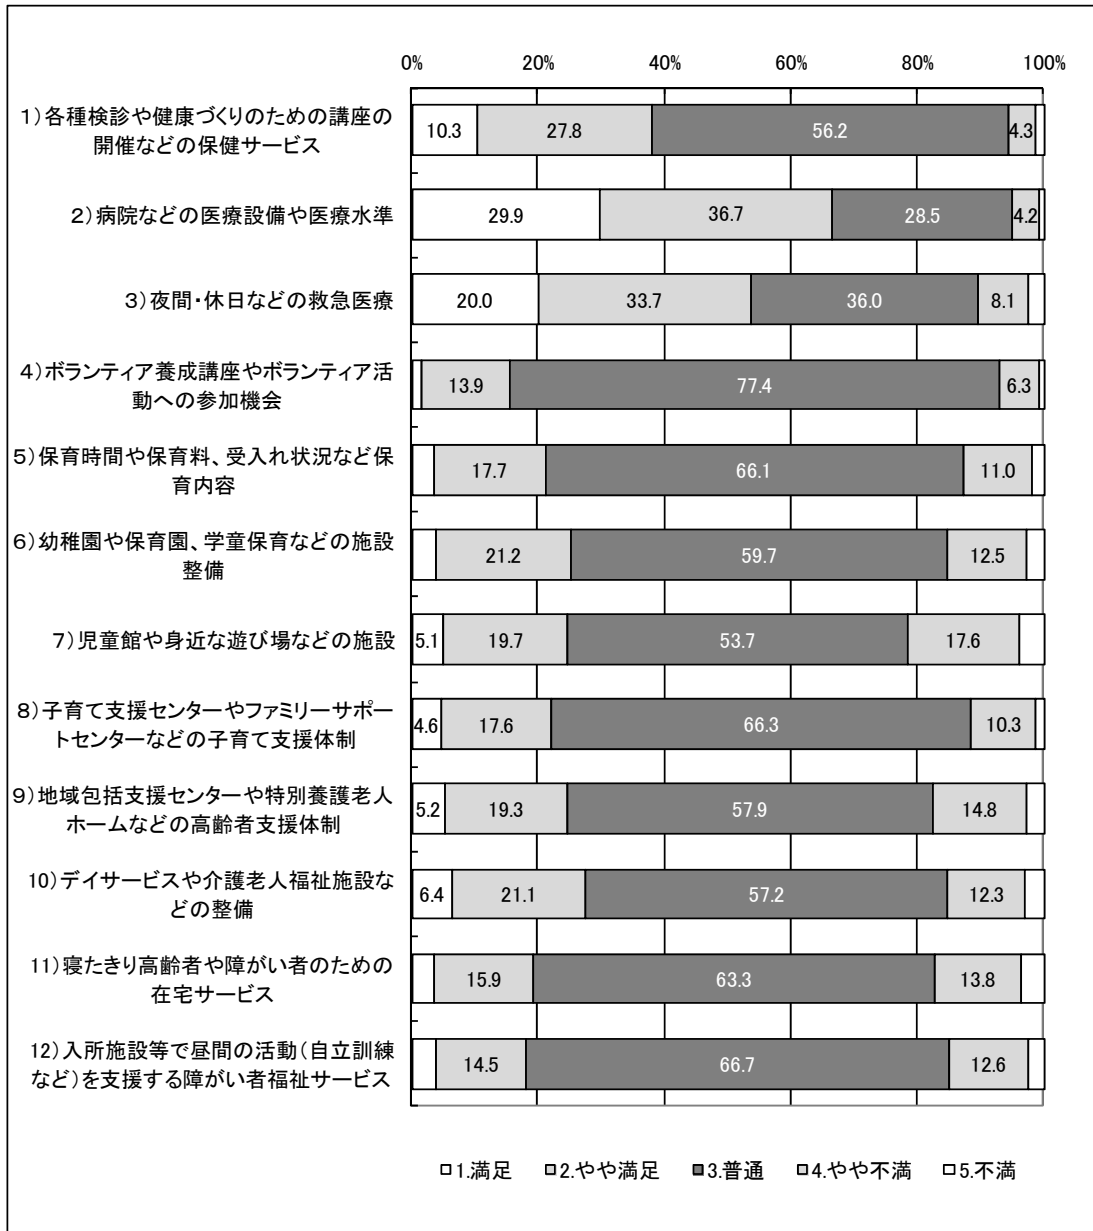 0% 20% 40% 60% 80% 100%
1)各種検診や健康づくりのための講座の
開催などの保健サービス
10.3 27.8 56.2 4.3
2)病院などの医療設備や医療水準
29.9 36.7 28.5 4.2
3)夜間・休日などの救急医療
20.0 33.7 36.0 8.1
4)ボランティア養成講座やボランティア活
動への参加機会
13.9 77.4 6.3
5)保育時間や保育料、受入れ状況など保
育内容
17.7 66.1 11.0
6)幼稚園や保育園、学童保育などの施設
整備
21.2 59.7 12.5
7)児童館や身近な遊び場などの施設
5.1 19.7 53.7 17.6
8)子育て支援センターやファミリーサポー
トセンターなどの子育て支援体制
4.6 17.6 66.3 10.3
9)地域包括支援センターや特別養護老人
ホームなどの高齢者支援体制
5.2 19.3 57.9 14.8
10)デイサービスや介護老人福祉施設な
どの整備
6.4 21.1 57.2 12.3
11)寝たきり高齢者や障がい者のための
在宅サービス
15.9 63.3 13.8
12)入所施設等で昼間の活動(自立訓練
など)を支援する障がい者福祉サービス
14.5 66.7 12.6
1.満足 2.やや満足 3.普通 4.やや不満 5.不満